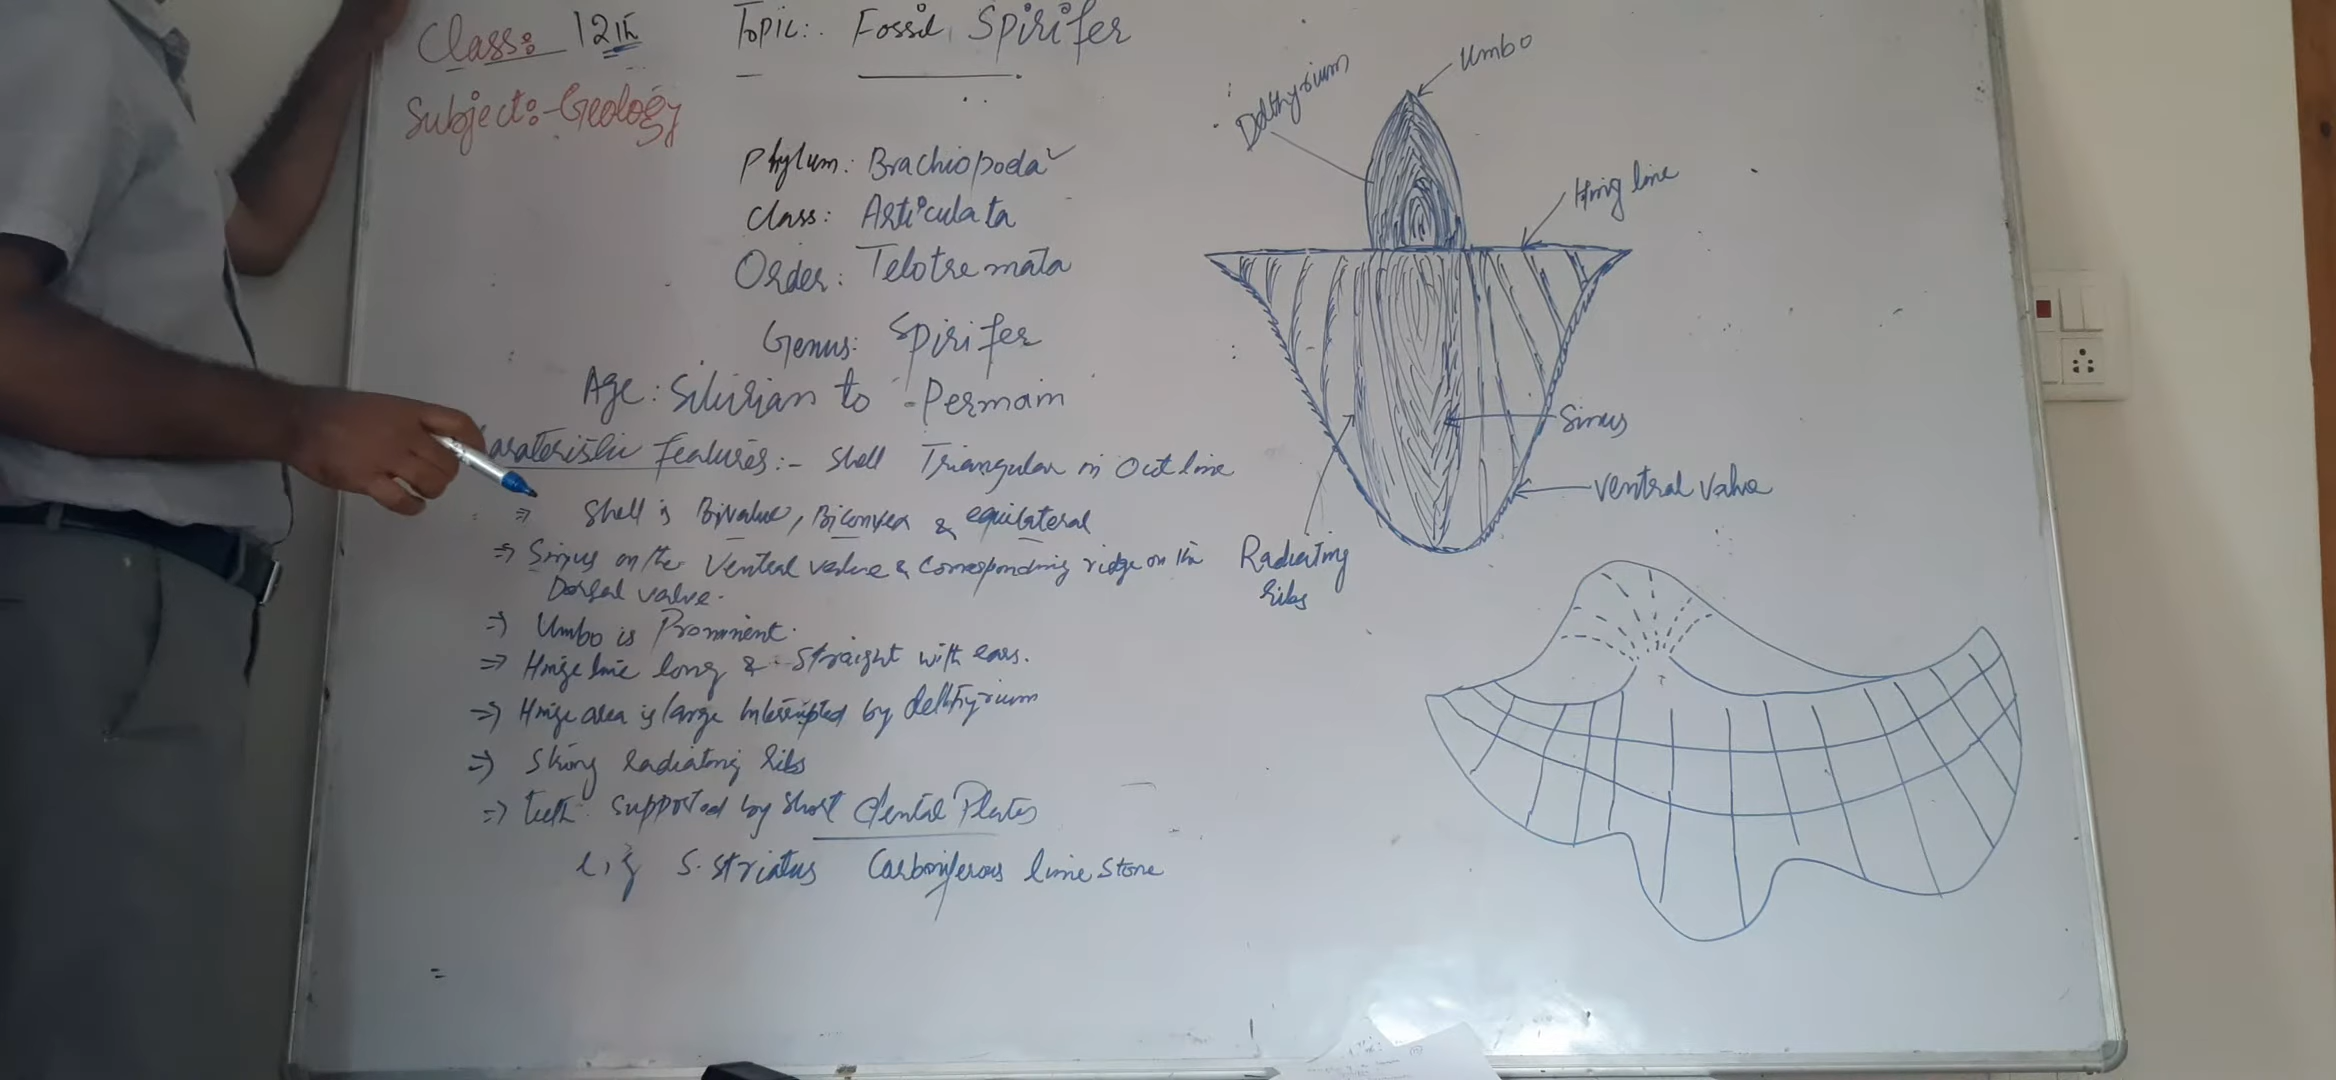 Class: 12th
Topic: Fossil Spirifer
Subject:-Geology
Phylum: Brachiopoda
Class: Articulata
Order: Telotremata
Genus: Spirifer
Age: Silurian to Permain
Features:- Shell Triangular in Outline
=> Shell is Bivalve, Biconvex & equilateral
=> Sinus on the Ventral valve & Corresponding ridge on the
Dorsal valve.
=> Umbo is Prominent.
=> Hinge line long & straight with ears.
=> Hinge area is large Interrupted by delthyrium
=> Strong Radiating Ribs
=> teeth: supported by short dental Plates
e,g S. striatus Carboniferous lime Stone
Umbo
Delthyrium
Hing line
Sinus
Ventral valve
Radiating
Ribs